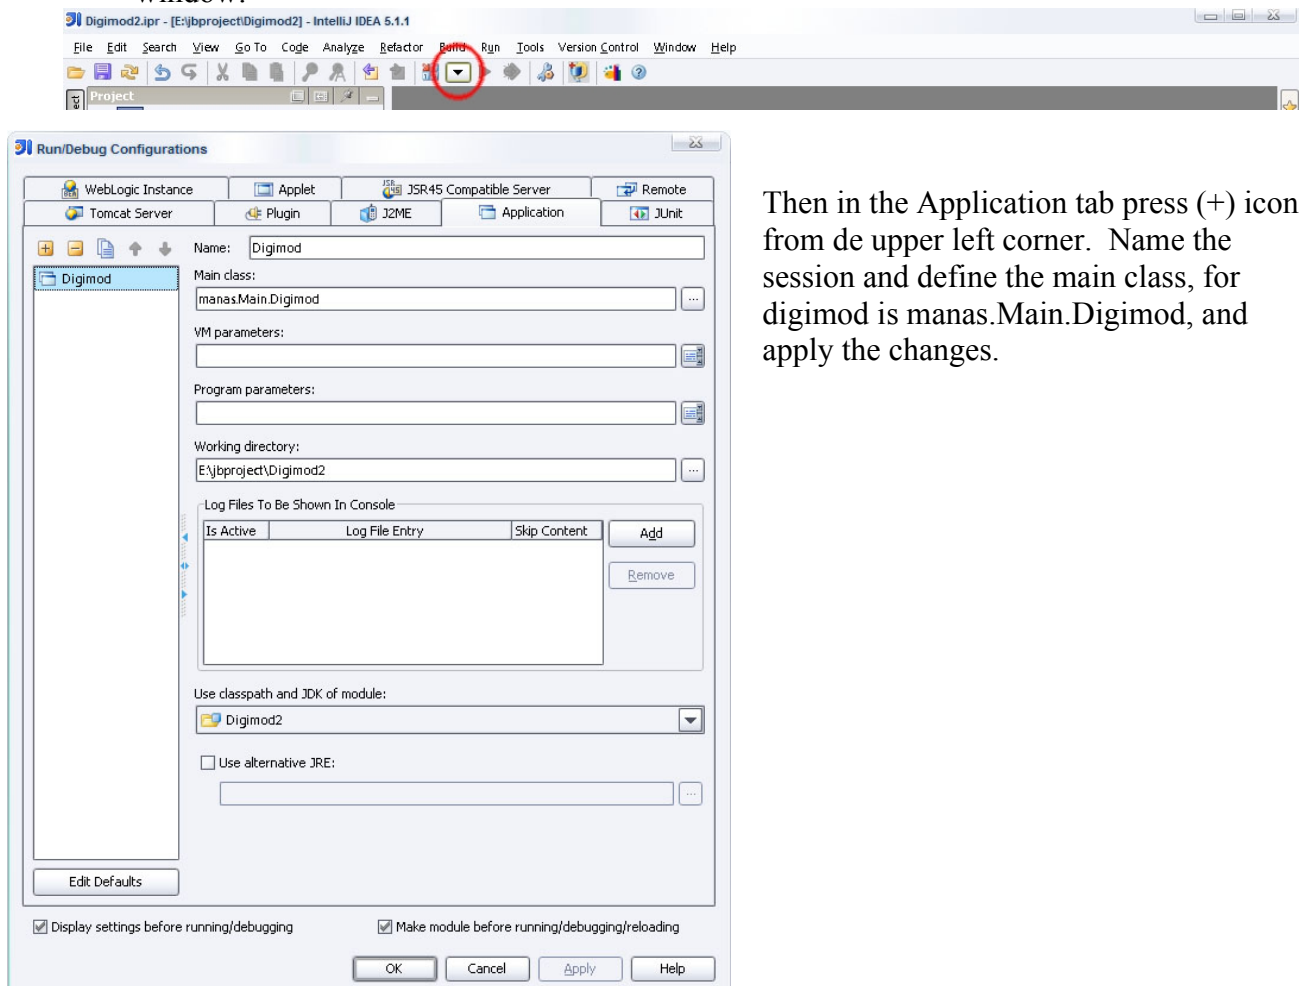 window.
Digimod2.ipr - [E:\jbproject\Digimod2] - IntelliJ IDEA 5.1.1
File Edit Search View Go To Code Analyze Refactor Build Run Tools Version Control Window Help
Project
Run/Debug Configurations
WebLogic Instance Applet JSR45 Compatible Server Remote
Tomcat Server Plugin J2ME Application JUnit
Name: Digimod
Digimod
Main class:
manas.Main.Digimod
VM parameters:
Program parameters:
Working directory:
E:\jbproject\Digimod2
Log Files To Be Shown In Console
Is Active Log File Entry Skip Content
Add
Remove
Use classpath and JDK of module:
Digimod2
Use alternative JRE:
Edit Defaults
Display settings before running/debugging Make module before running/debugging/reloading
OK Cancel Apply Help
Then in the Application tab press (+) icon
from de upper left corner. Name the
session and define the main class, for
digimod is manas.Main.Digimod, and
apply the changes.